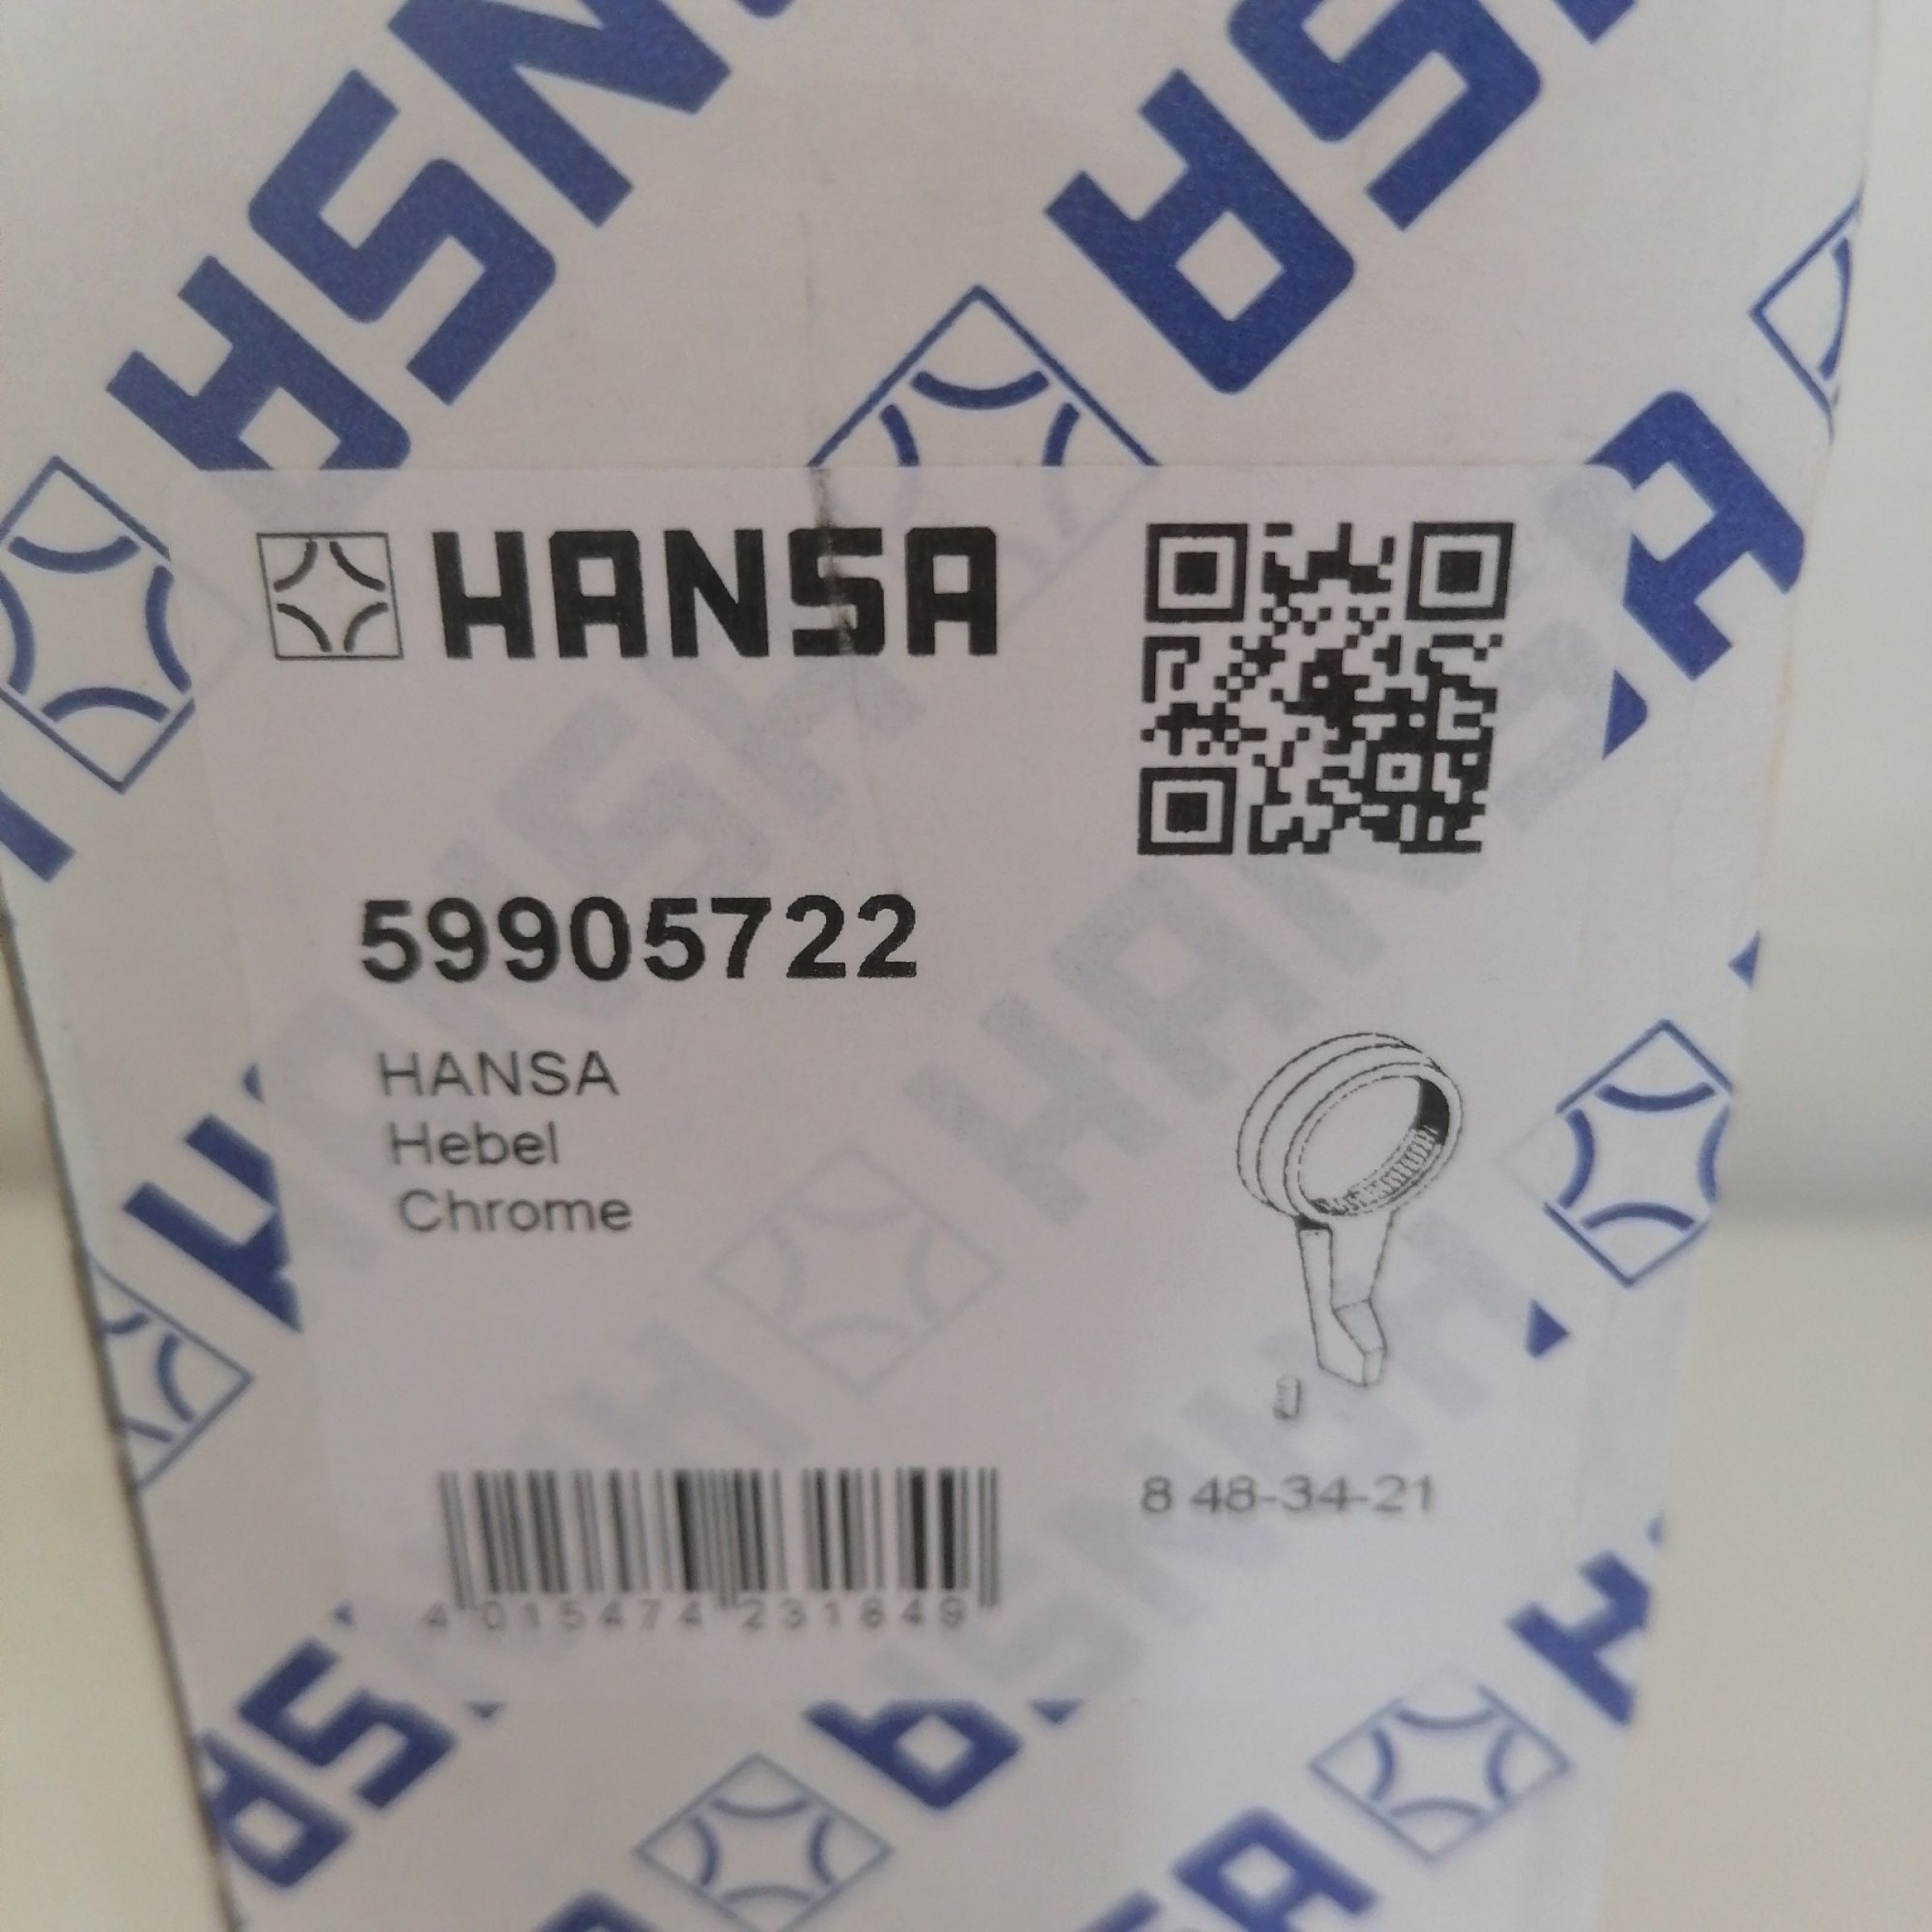 HANSA
59905722
HANSA
Hebel
Chrome
8 48-34-21
4 015474 231849